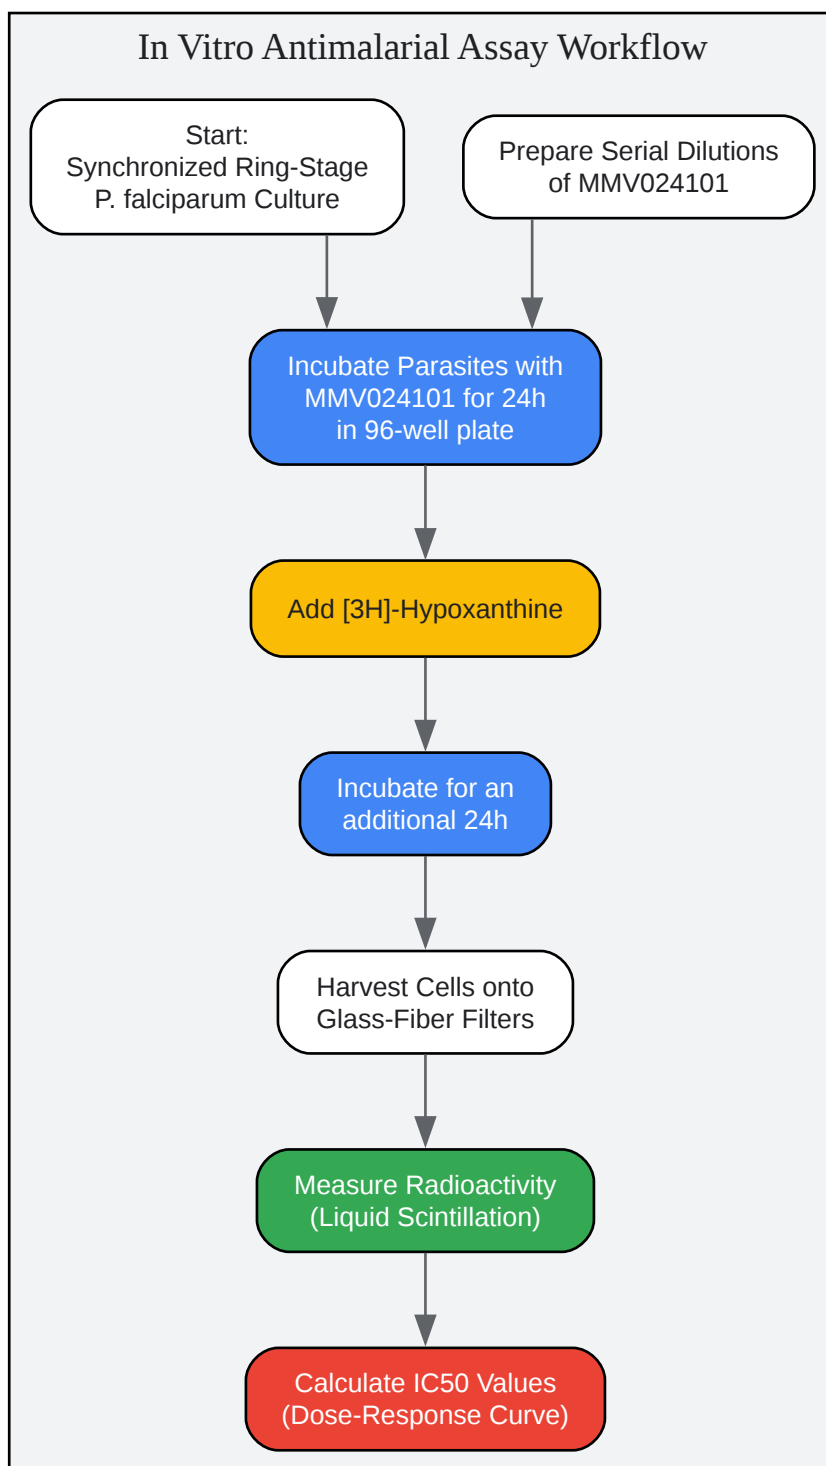 In Vitro Antimalarial Assay Workflow
Start:
Synchronized Ring-Stage
P. falciparum Culture
Prepare Serial Dilutions
of MMV024101
Incubate Parasites with
MMV024101 for 24h
in 96-well plate
Add [3H]-Hypoxanthine
Incubate for an
additional 24h
Harvest Cells onto
Glass-Fiber Filters
Measure Radioactivity
(Liquid Scintillation)
Calculate IC50 Values
(Dose-Response Curve)